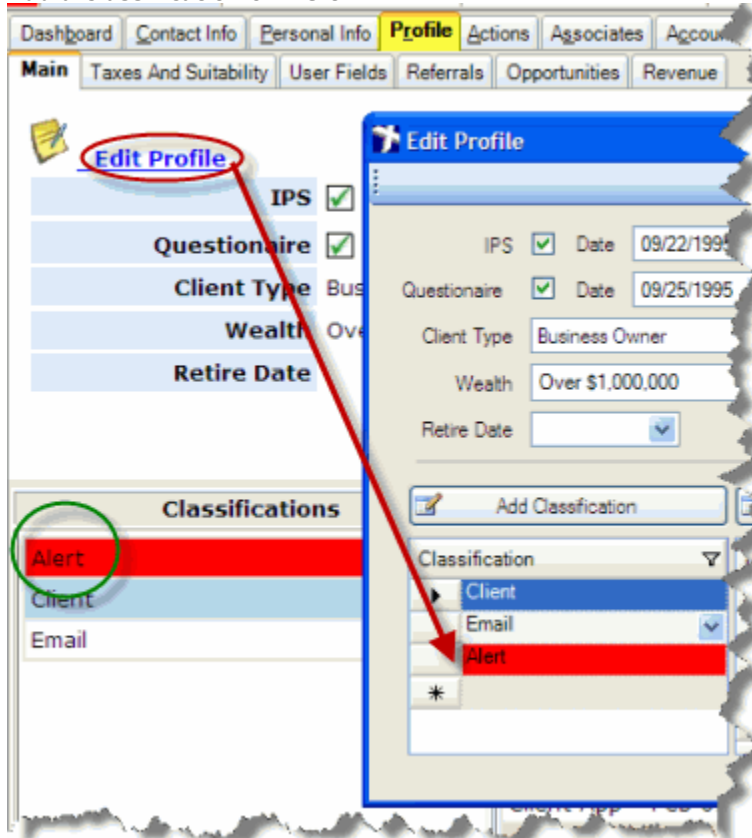 Dashboard Contact Info Personal Info Profile Actions Associates Accou
Main Taxes And Suitability User Fields Referrals Opportunities Revenue
Edit Profile
IPS
Questionaire
Client Type Bus
Wealth Ove
Retire Date
Classifications
Alert
Client
Email
Edit Profile
IPS Date 09/22/1995
Questionaire Date 09/25/1995
Client Type Business Owner
Wealth Over $1,000,000
Retire Date
Add Classification
Classification
Client
Email
Alert